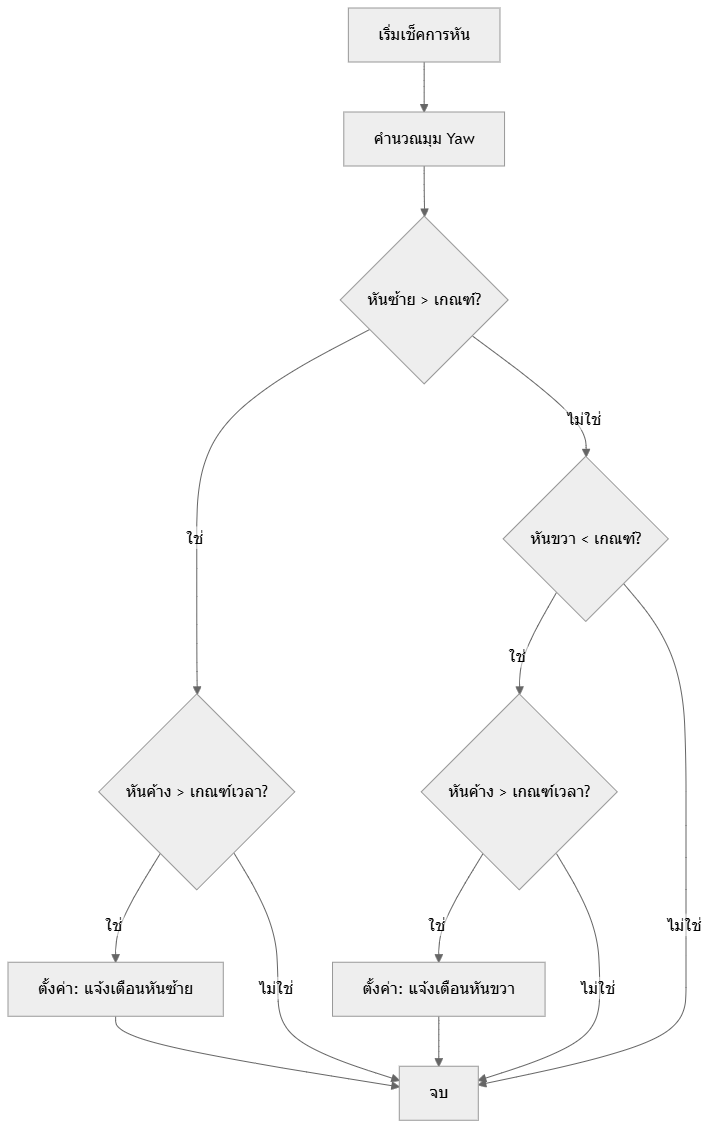 เริ่มเช็คการหัน
คำนวณมุม Yaw
หันซ้าย > เกณฑ์?
ไม่ใช่
หันขวา < เกณฑ์?
ใช่
ใช่
หันค้าง > เกณฑ์เวลา?
หันค้าง > เกณฑ์เวลา?
ใช่
ใช่
ไม่ใช่
ตั้งค่า: แจ้งเตือนหันซ้าย
ไม่ใช่
ตั้งค่า: แจ้งเตือนหันขวา
ไม่ใช่
จบ